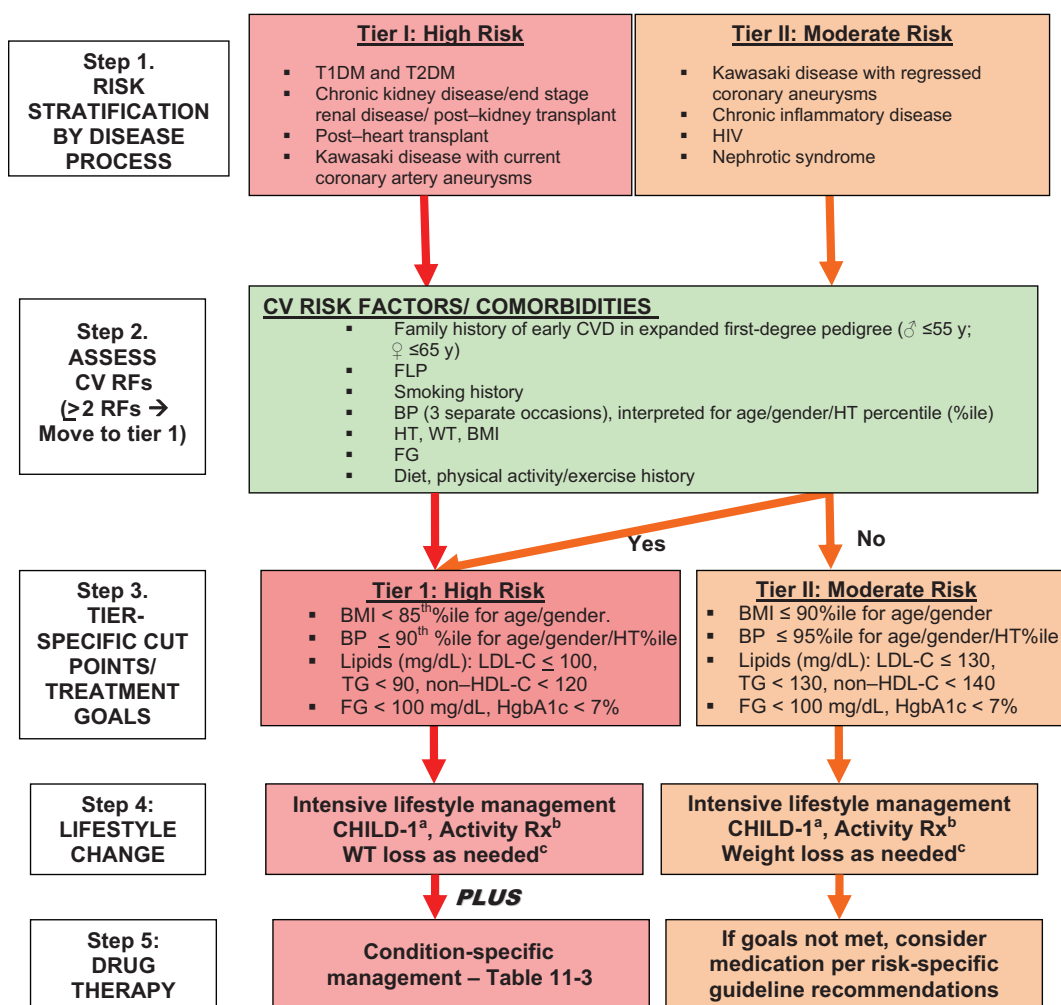 Step 1.
RISK
STRATIFICATION
BY DISEASE
PROCESS
Tier I: High Risk
▪ T1DM and T2DM
▪ Chronic kidney disease/end stage
renal disease/ post–kidney transplant
▪ Post–heart transplant
▪ Kawasaki disease with current
coronary artery aneurysms
Tier II: Moderate Risk
▪ Kawasaki disease with regressed
coronary aneurysms
▪ Chronic inflammatory disease
▪ HIV
▪ Nephrotic syndrome
Step 2.
ASSESS
CV RFs
(≥2 RFs →
Move to tier 1)
CV RISK FACTORS/ COMORBIDITIES
▪ Family history of early CVD in expanded first-degree pedigree (♂ ≤55 y;
♀ ≤65 y)
▪ FLP
▪ Smoking history
▪ BP (3 separate occasions), interpreted for age/gender/HT percentile (%ile)
▪ HT, WT, BMI
▪ FG
▪ Diet, physical activity/exercise history
Yes
No
Step 3.
TIER-
SPECIFIC CUT
POINTS/
TREATMENT
GOALS
Tier 1: High Risk
▪ BMI < 85th%ile for age/gender.
▪ BP ≤ 90th %ile for age/gender/HT%ile
▪ Lipids (mg/dL): LDL-C ≤ 100,
TG < 90, non–HDL-C < 120
▪ FG < 100 mg/dL, HgbA1c < 7%
Tier II: Moderate Risk
▪ BMI ≤ 90%ile for age/gender
▪ BP ≤ 95%ile for age/gender/HT%ile
▪ Lipids (mg/dL): LDL-C ≤ 130,
TG < 130, non–HDL-C < 140
▪ FG < 100 mg/dL, HgbA1c < 7%
Step 4:
LIFESTYLE
CHANGE
Intensive lifestyle management
CHILD-1a, Activity Rxb
WT loss as neededc
Intensive lifestyle management
CHILD-1a, Activity Rxb
Weight loss as neededc
PLUS
Step 5:
DRUG
THERAPY
Condition-specific
management – Table 11-3
If goals not met, consider
medication per risk-specific
guideline recommendations